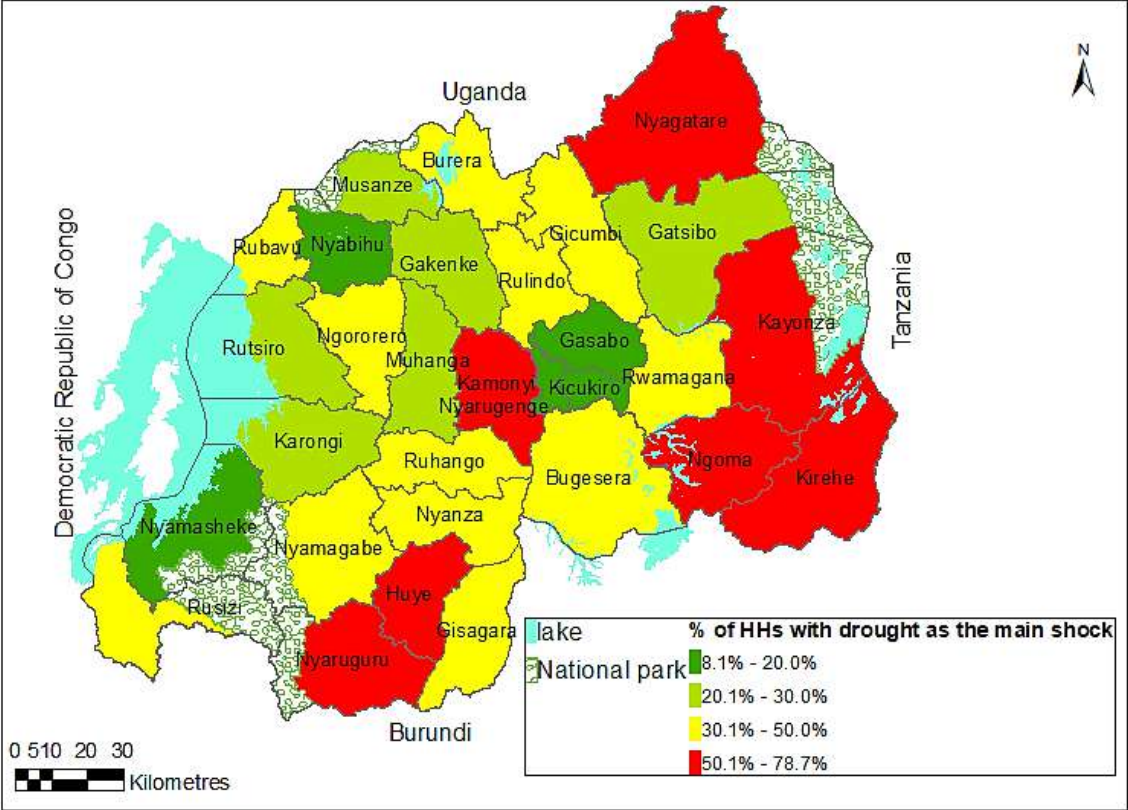 N
Uganda
Nyagatare
Burera
Musanze
Gicumbi
Gatsibo
Rubavu
Nyabihu
Gakenke
Rulindo
Democratic Republic of Congo
Tanzania
Kayonza
Ngororero
Gasabo
Rutsiro
Muhanga
Rwamagana
Kamonyi
Kicukiro
Nyarugenge
Karongi
Ruhango
Ngoma
Bugesera
Kirehe
Nyanza
Nyamasheke
Nyamagabe
Huye
Rusizi
Gisagara
Nyaruguru
Burundi
lake
National park
% of HHs with drought as the main shock
8.1% - 20.0%
20.1% - 30.0%
30.1% - 50.0%
50.1% - 78.7%
0 510 20 30
Kilometres